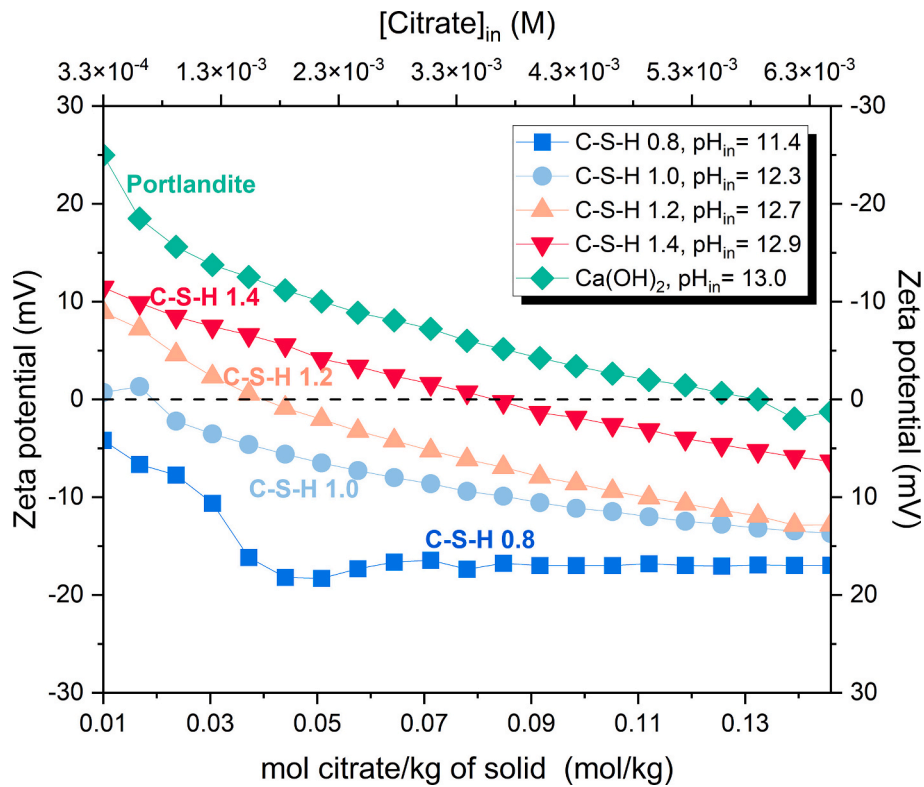 [Citrate]in (M)
3.3×10⁻⁴ 1.3×10⁻³ 2.3×10⁻³ 3.3×10⁻³ 4.3×10⁻³ 5.3×10⁻³ 6.3×10⁻³
30 -30
C-S-H 0.8, pHin= 11.4
C-S-H 1.0, pHin= 12.3
C-S-H 1.2, pHin= 12.7
C-S-H 1.4, pHin= 12.9
Ca(OH)2, pHin= 13.0
Portlandite
20 -20
C-S-H 1.4
10 -10
C-S-H 1.2
0 0
C-S-H 1.0
-10 10
C-S-H 0.8
-20 20
-30 30
Zeta potential (mV)
Zeta potential (mV)
0.01 0.03 0.05 0.07 0.09 0.11 0.13
mol citrate/kg of solid (mol/kg)